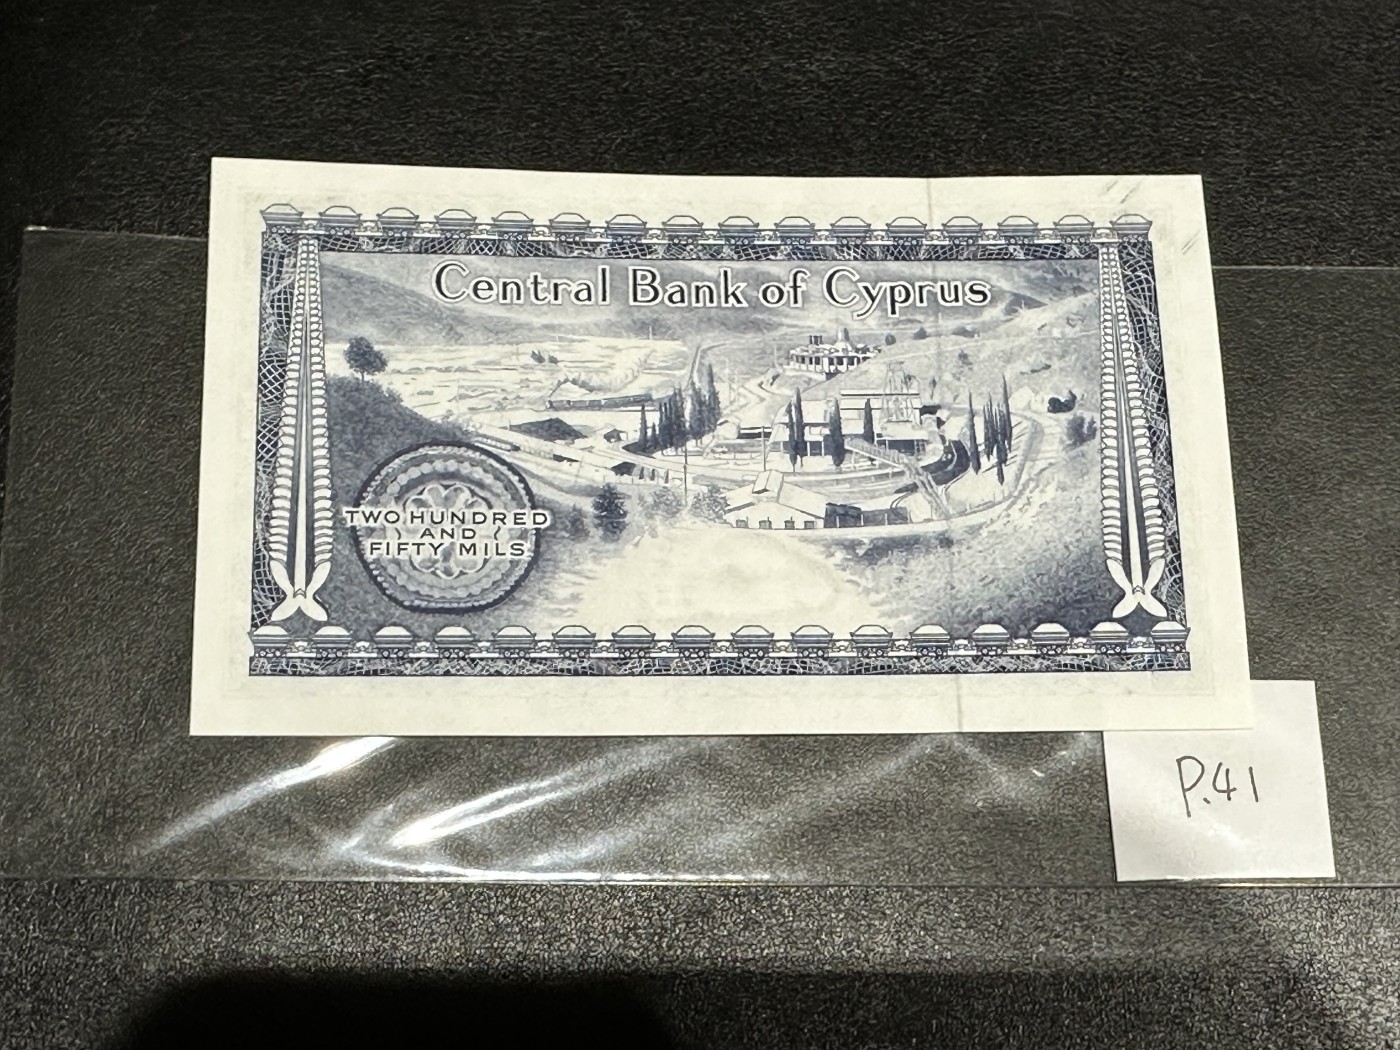 Central Bank of Cyprus
TWO HUNDRED
AND
FIFTY MILS
P.41